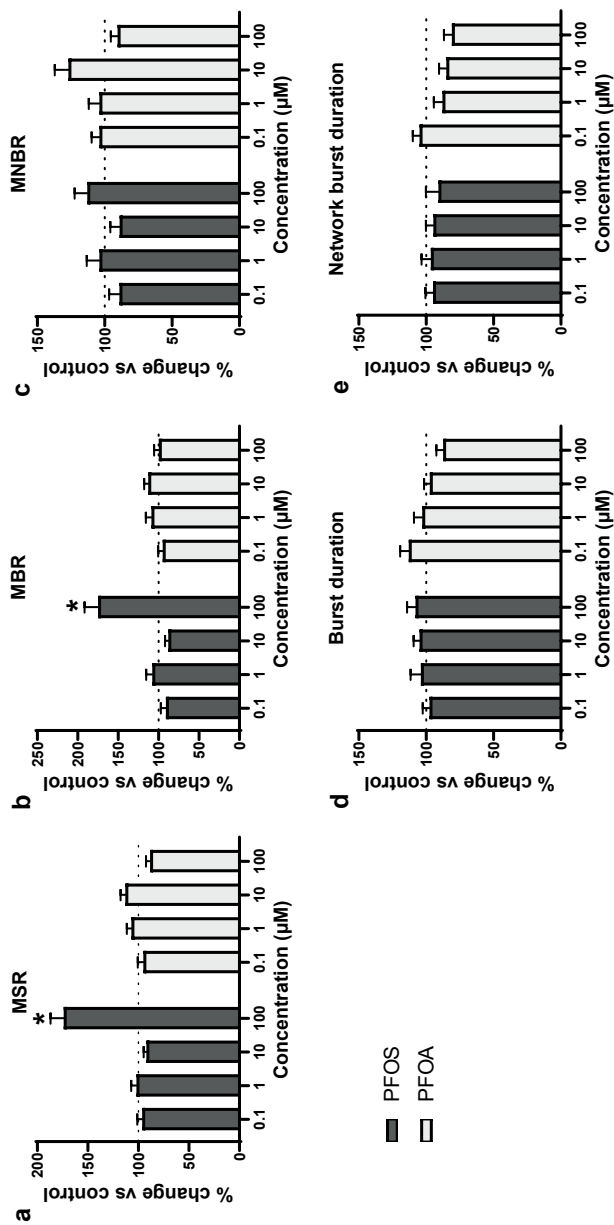 a
MSR
% change vs control
200
150
100
50
0
0.1 1 10 100 0.1 1 10 100
Concentration (µM)
*
b
MBR
% change vs control
250
200
150
100
50
0
0.1 1 10 100 0.1 1 10 100
Concentration (µM)
*
c
MNBR
% change vs control
150
100
50
0
0.1 1 10 100 0.1 1 10 100
Concentration (µM)
PFOS
PFOA
d
Burst duration
% change vs control
150
100
50
0
0.1 1 10 100 0.1 1 10 100
Concentration (µM)
e
Network burst duration
% change vs control
150
100
50
0
0.1 1 10 100 0.1 1 10 100
Concentration (µM)